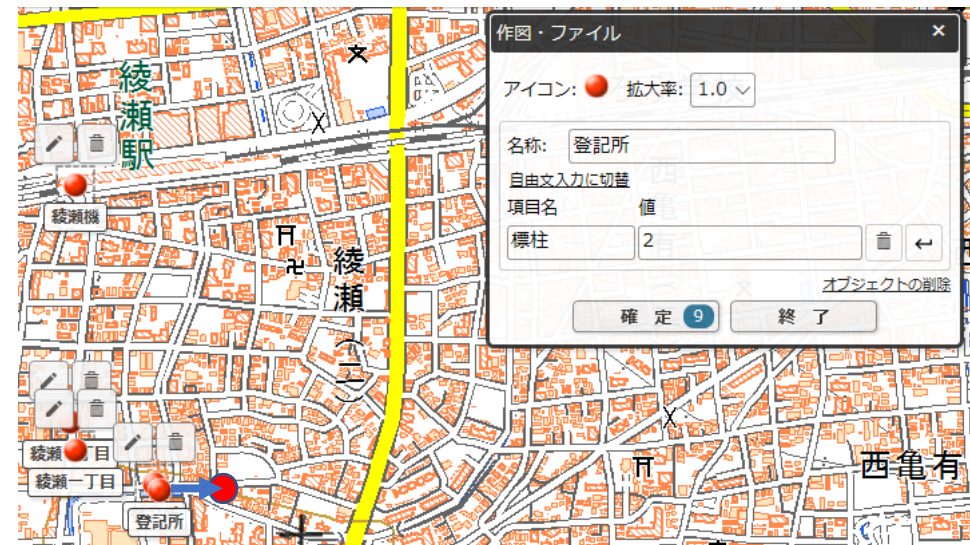 作図・ファイル ×
アイコン: 拡大率: 1.0
名称: 登記所
自由文入力に切替
項目名 値
標柱 2
オブジェクトの削除
確 定 9 終 了
綾瀬駅
綾瀬機
綾瀬
(一)
西亀有
目
綾瀬一丁目
登記所